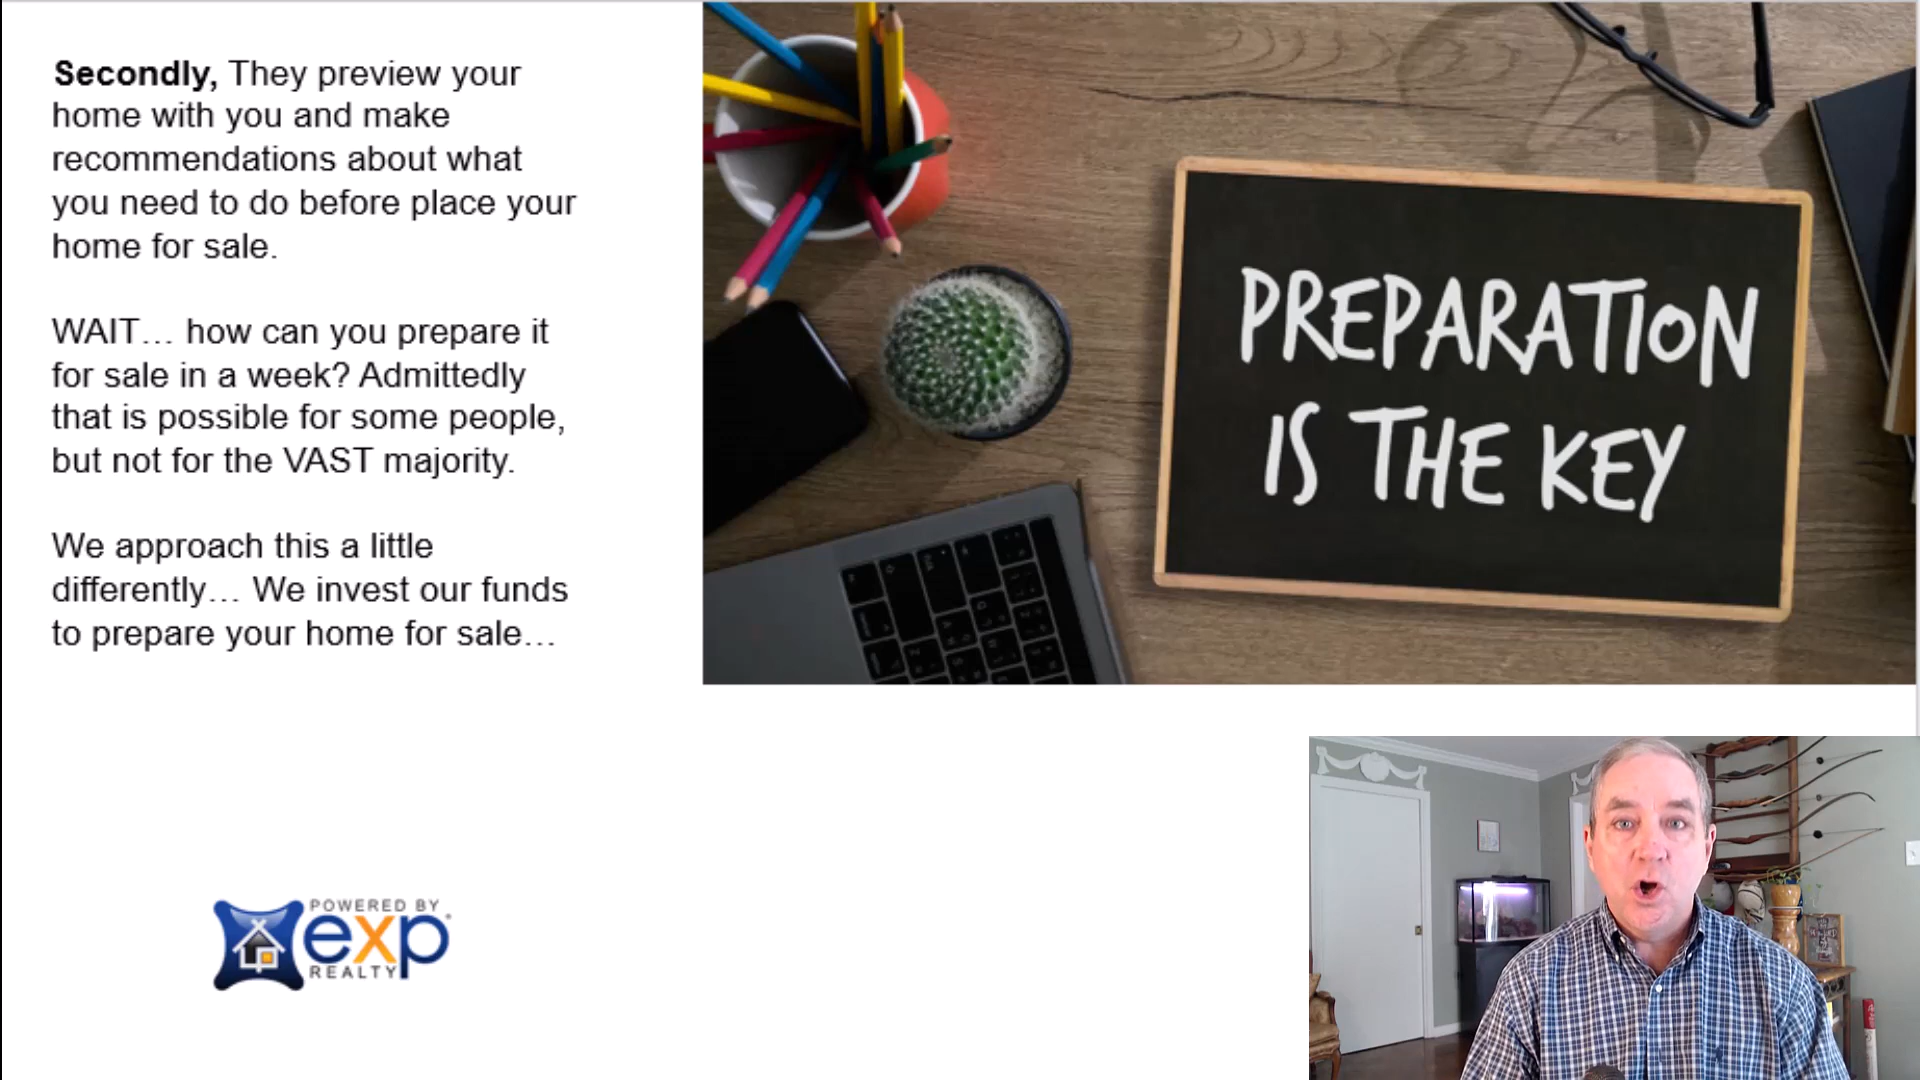 Secondly, They preview your
home with you and make
recommendations about what
you need to do before place your
home for sale.
WAIT… how can you prepare it
for sale in a week? Admittedly
that is possible for some people,
but not for the VAST majority.
We approach this a little
differently… We invest our funds
to prepare your home for sale…
PREPARATION
IS THE KEY
POWERED BY
exp
REALTY